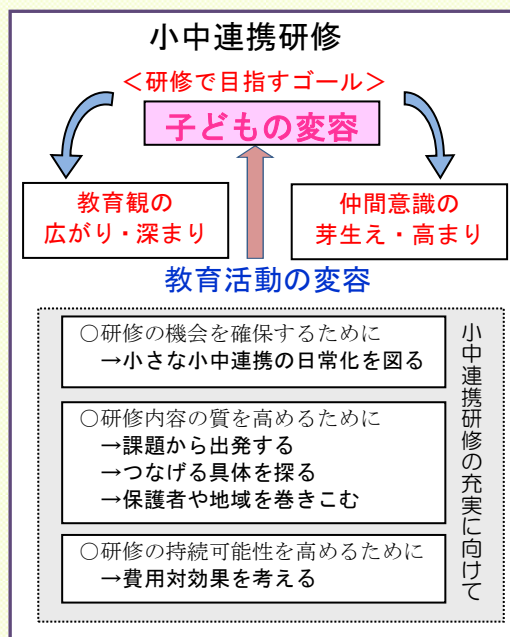 小中連携研修
＜研修で目指すゴール＞
子どもの変容
教育観の
広がり・深まり
仲間意識の
芽生え・高まり
教育活動の変容
○研修の機会を確保するために
→小さな小中連携の日常化を図る
○研修内容の質を高めるために
→課題から出発する
→つなげる具体を探る
→保護者や地域を巻きこむ
○研修の持続可能性を高めるために
→費用対効果を考える
小中連携研修の充実に向けて